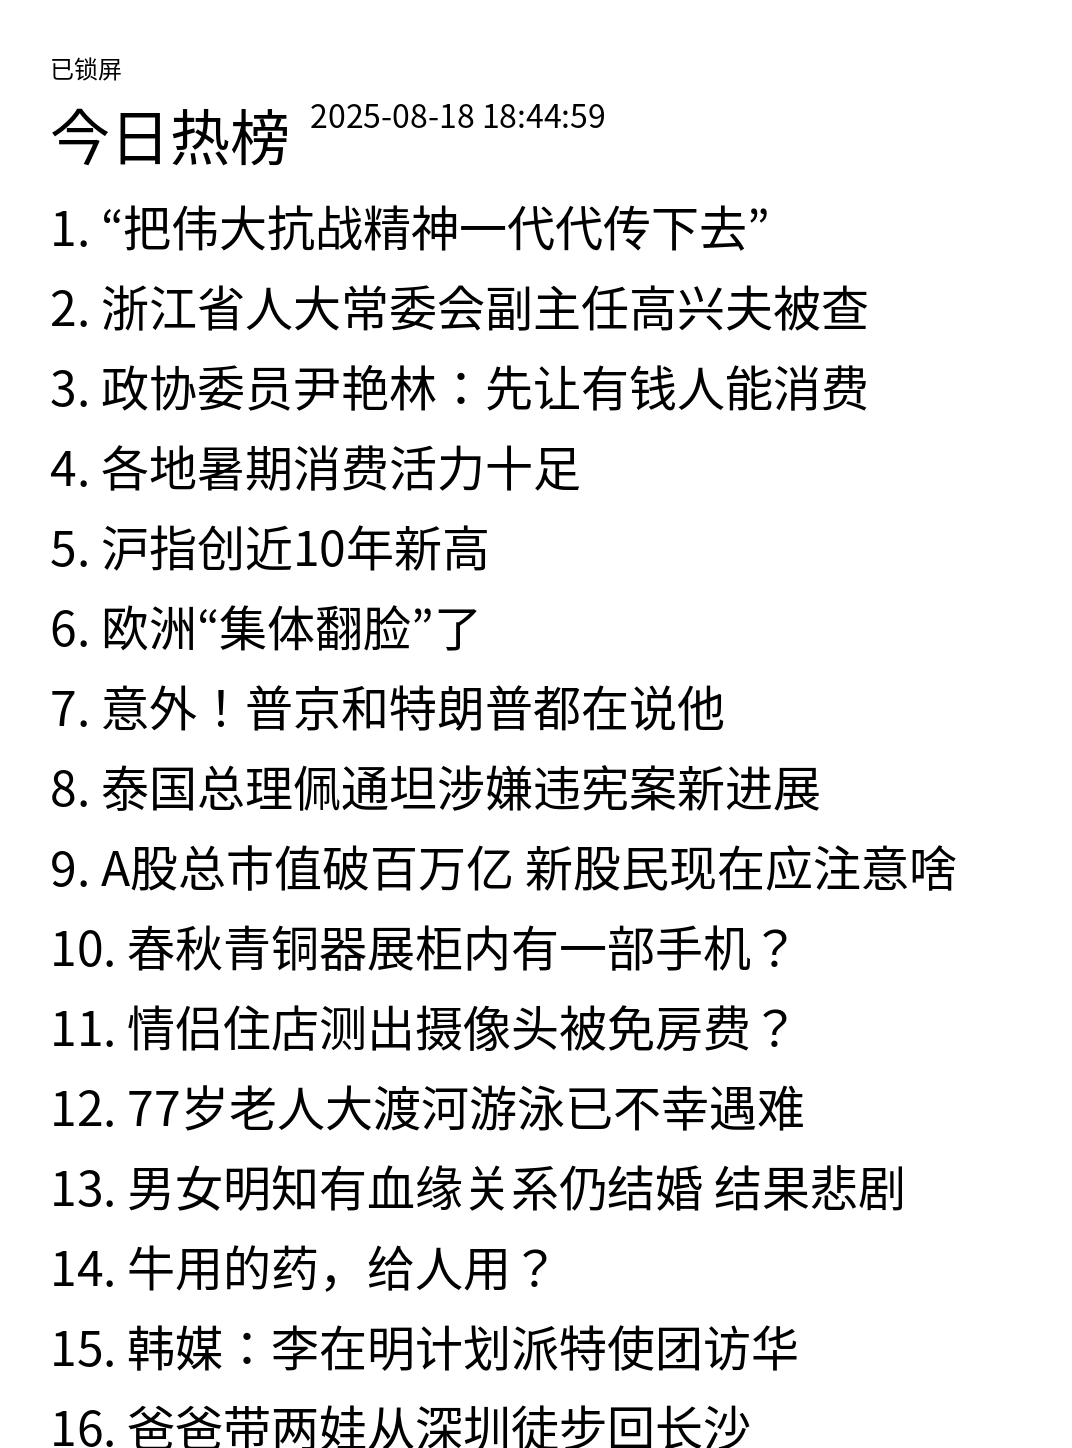 已锁屏
今日热榜 2025-08-18 18:44:59
1. “把伟大抗战精神一代代传下去”
2. 浙江省人大常委会副主任高兴夫被查
3. 政协委员尹艳林：先让有钱人能消费
4. 各地暑期消费活力十足
5. 沪指创近10年新高
6. 欧洲“集体翻脸”了
7. 意外！普京和特朗普都在说他
8. 泰国总理佩通坦涉嫌违宪案新进展
9. A股总市值破百万亿 新股民现在应注意啥
10. 春秋青铜器展柜内有一部手机？
11. 情侣住店测出摄像头被免房费？
12. 77岁老人大渡河游泳已不幸遇难
13. 男女明知有血缘关系仍结婚 结果悲剧
14. 牛用的药，给人用？
15. 韩媒：李在明计划派特使团访华
16. 爸爸带两娃从深圳徒步回长沙